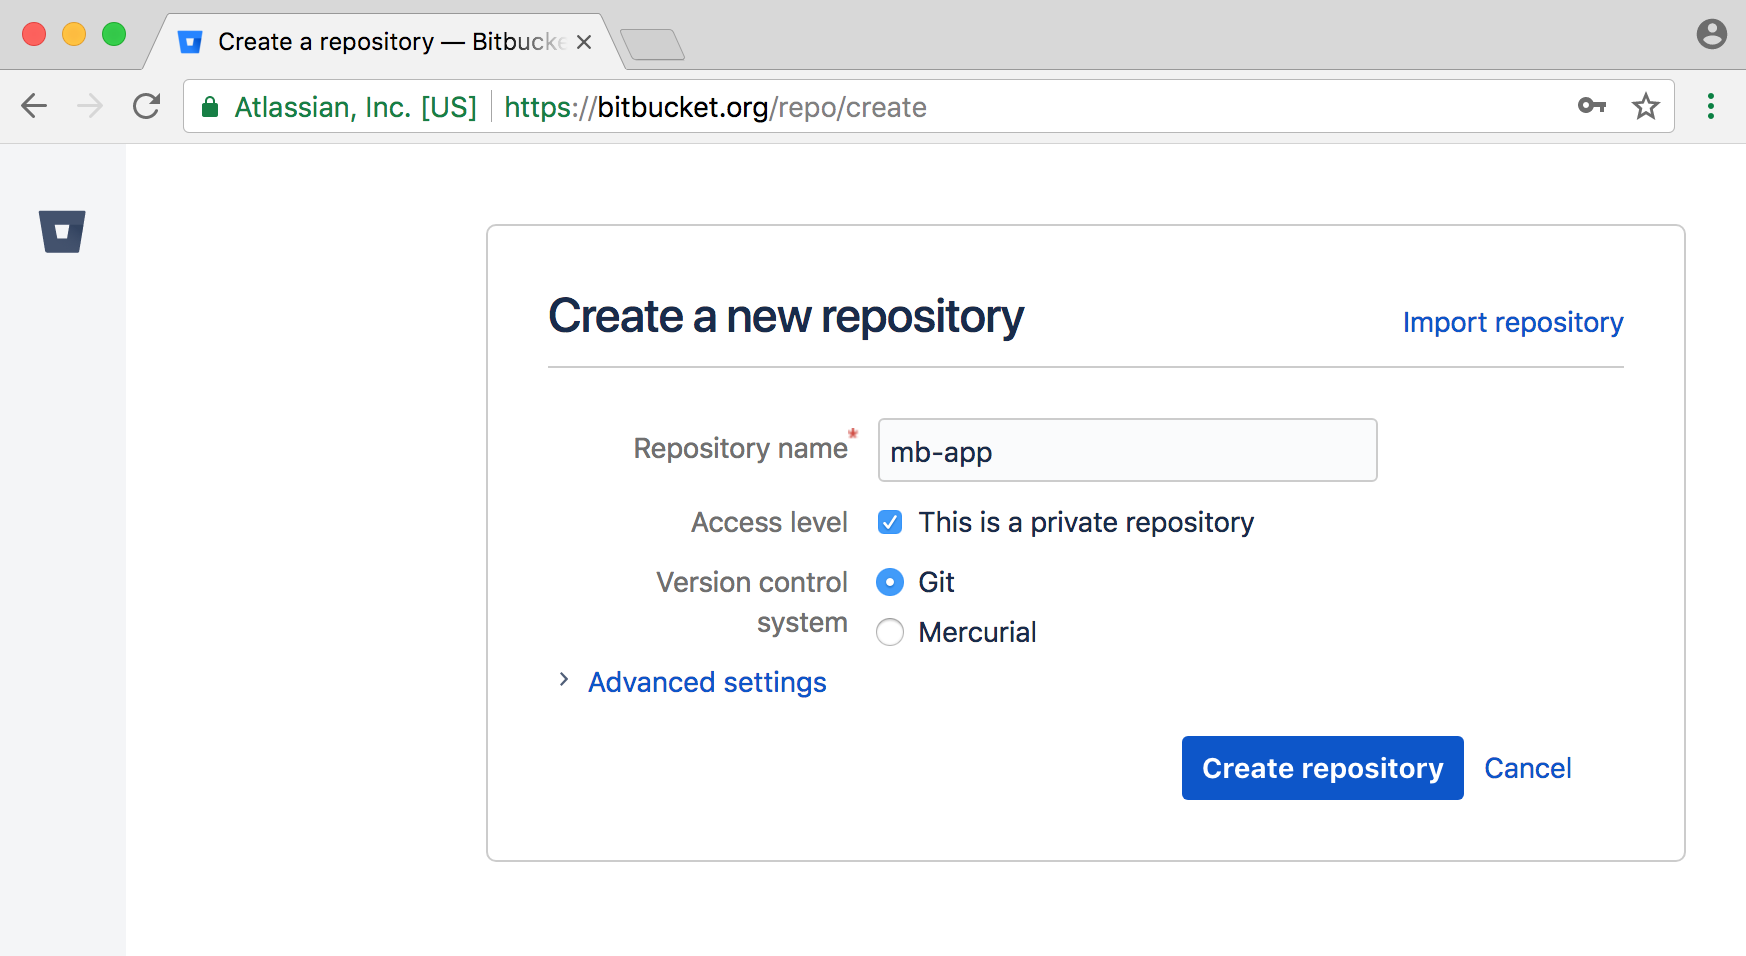 Create a repository — Bitbucke
Atlassian, Inc. [US] https://bitbucket.org/repo/create
Create a new repository
Import repository
Repository name*
mb-app
Access level
This is a private repository
Version control
system
Git
Mercurial
Advanced settings
Create repository
Cancel